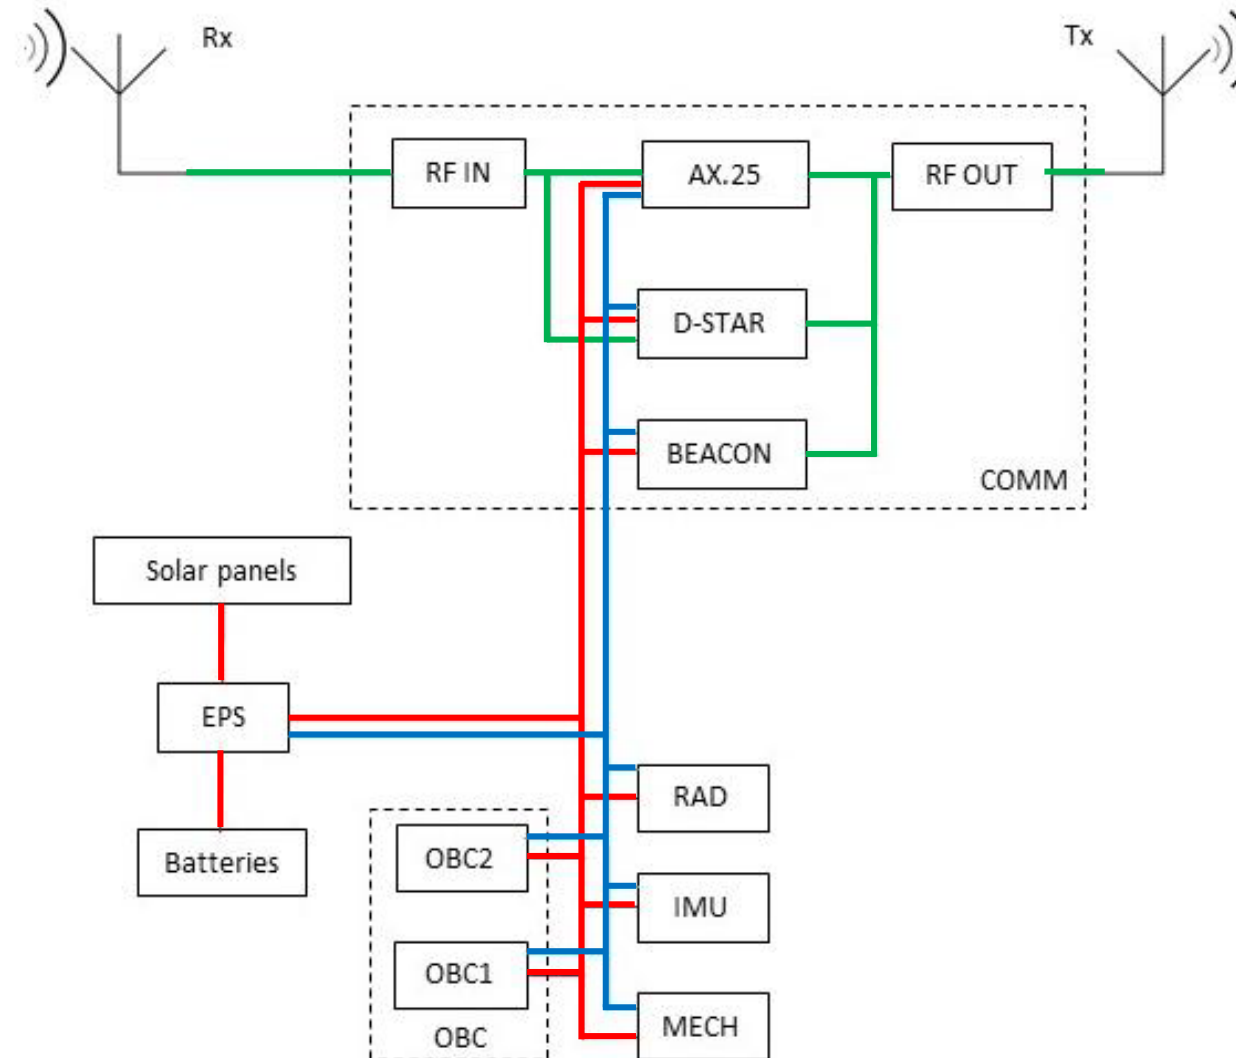 Rx
Tx
RF IN
AX.25
RF OUT
D-STAR
BEACON
COMM
Solar panels
EPS
RAD
OBC2
Batteries
IMU
OBC1
MECH
OBC